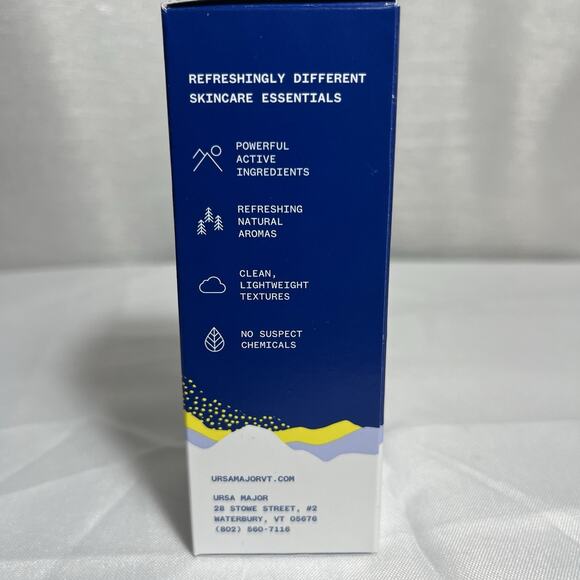 REFRESHINGLY DIFFERENT
SKINCARE ESSENTIALS
POWERFUL
ACTIVE
INGREDIENTS
REFRESHING
NATURAL
AROMAS
CLEAN,
LIGHTWEIGHT
TEXTURES
NO SUSPECT
CHEMICALS
URSAMAJORVT.COM
URSA MAJOR
28 STOWE STREET, #2
WATERBURY, VT 05676
(802) 560-7116